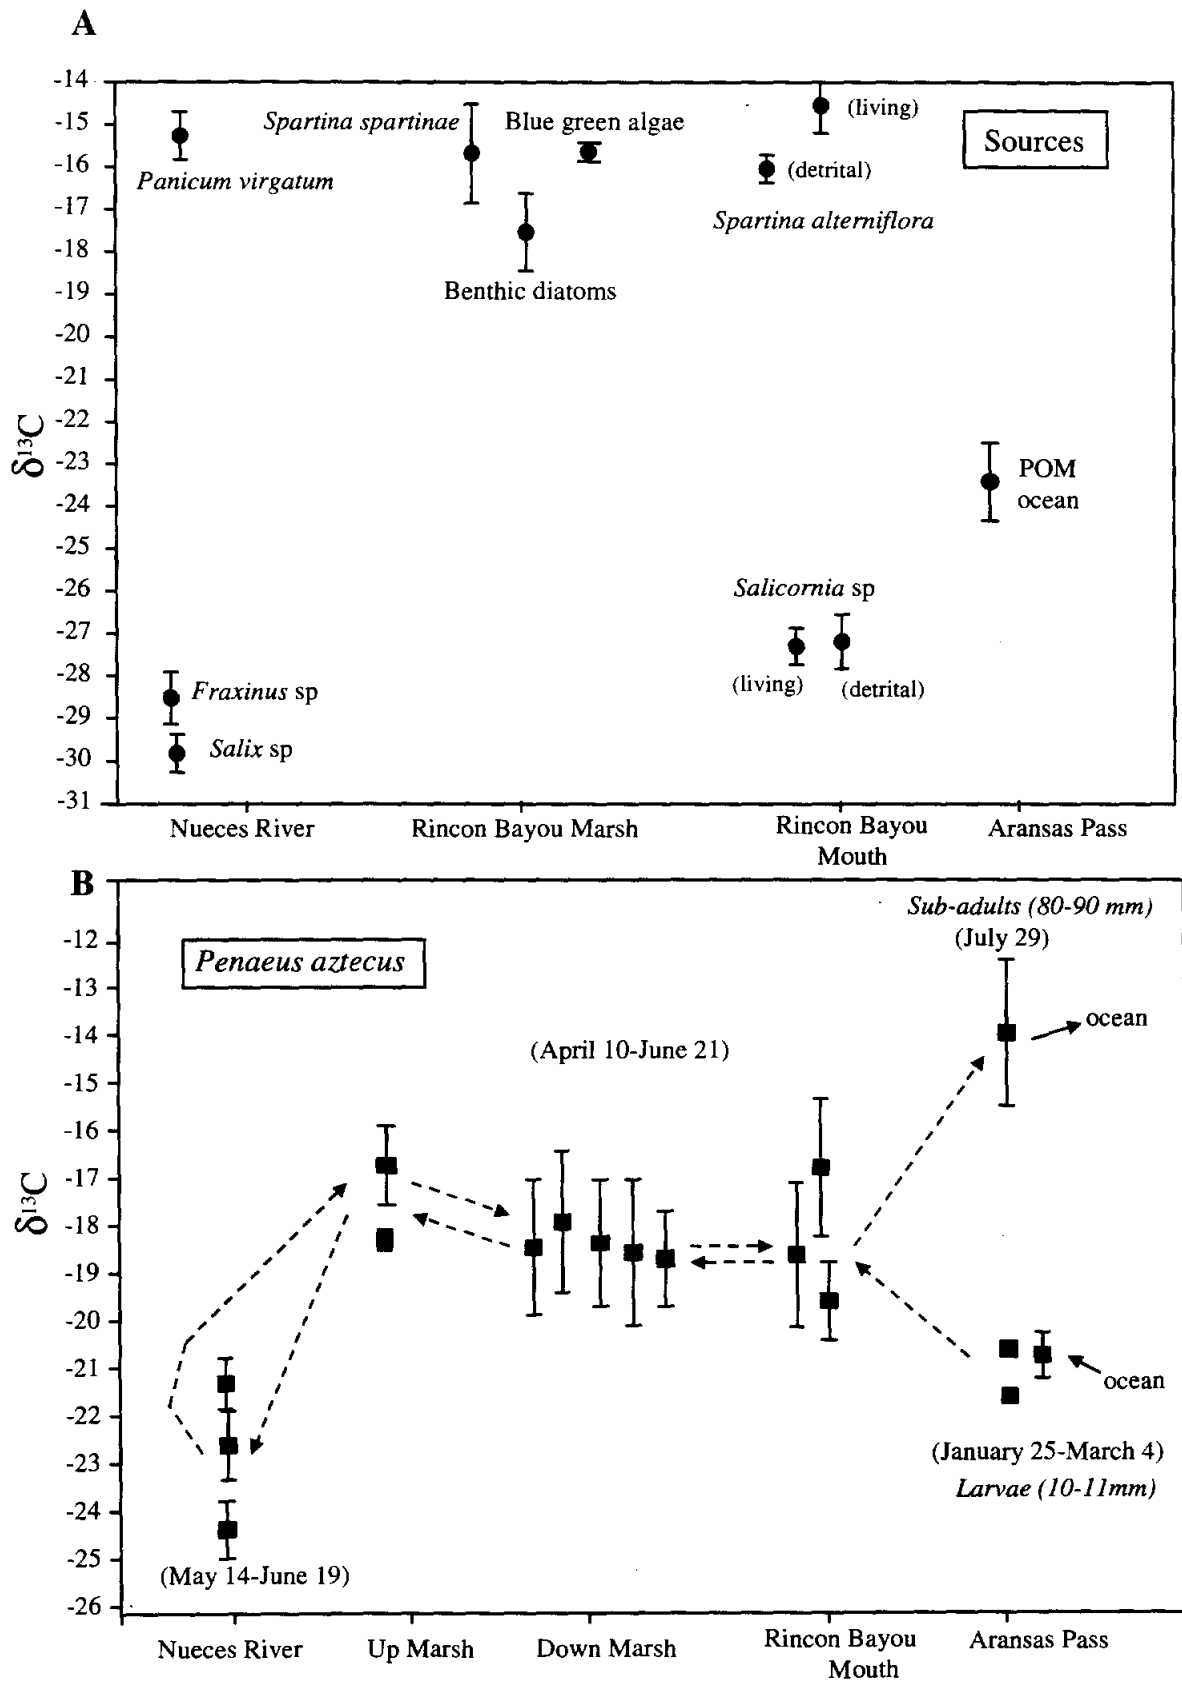 A
-14
-15
-16
-17
-18
-19
-20
-21
-22
-23
-24
-25
-26
-27
-28
-29
-30
-31
δ13C
Sources
Spartina spartinae
Blue green algae
(living)
Panicum virgatum
(detrital)
Spartina alterniflora
Benthic diatoms
POM
ocean
Salicornia sp
(living)
(detrital)
Fraxinus sp
Salix sp
Nueces River
Rincon Bayou Marsh
Rincon Bayou
Mouth
Aransas Pass
B
-12
-13
-14
-15
-16
-17
-18
-19
-20
-21
-22
-23
-24
-25
-26
δ13C
Penaeus aztecus
Sub-adults (80-90 mm)
(July 29)
ocean
(April 10-June 21)
ocean
(January 25-March 4)
Larvae (10-11mm)
(May 14-June 19)
Nueces River
Up Marsh
Down Marsh
Rincon Bayou
Mouth
Aransas Pass